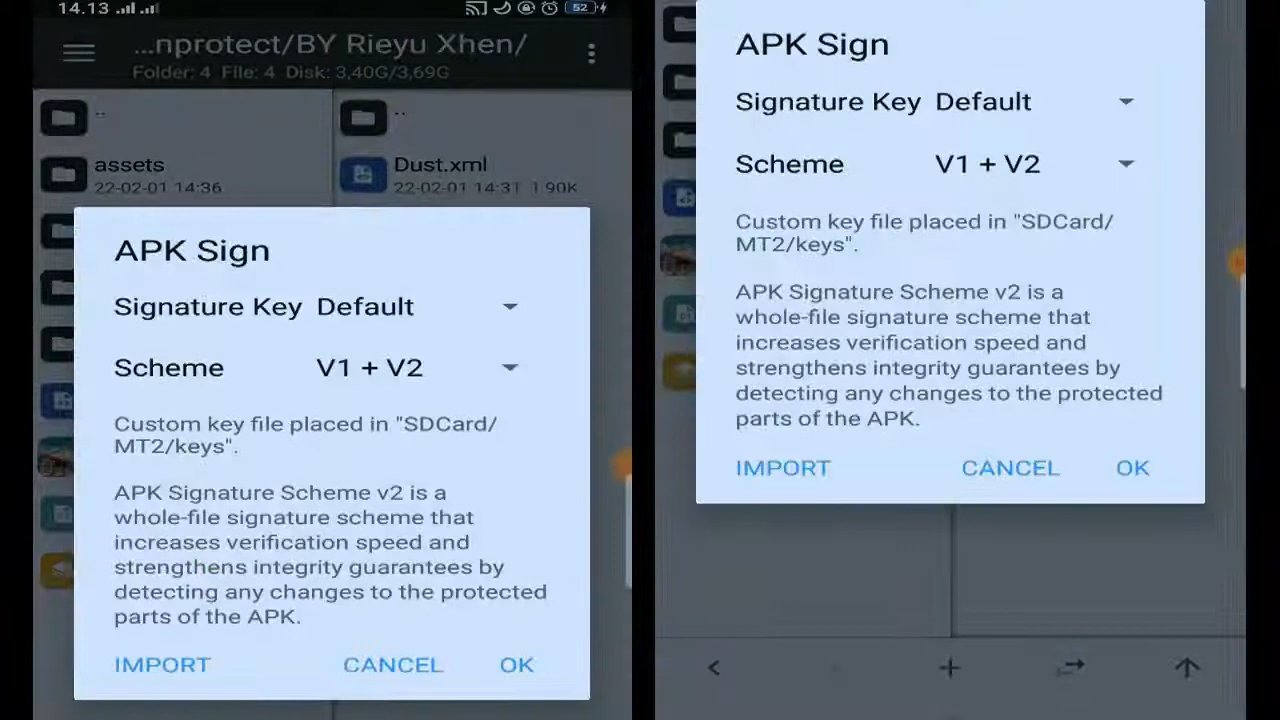 14.13
52
...nprotect/BY Rieyu Xhen/
Folder: 4 File: 4 Disk: 3,40G/3,69G
..
..
assets
22-02-01 14:36
Dust.xml
22-02-01 14:31 1.90K
APK Sign
Signature Key Default
Scheme V1 + V2
Custom key file placed in "SDCard/
MT2/keys".
APK Signature Scheme v2 is a
whole-file signature scheme that
increases verification speed and
strengthens integrity guarantees by
detecting any changes to the protected
parts of the APK.
IMPORT CANCEL OK
APK Sign
Signature Key Default
Scheme V1 + V2
Custom key file placed in "SDCard/
MT2/keys".
APK Signature Scheme v2 is a
whole-file signature scheme that
increases verification speed and
strengthens integrity guarantees by
detecting any changes to the protected
parts of the APK.
IMPORT CANCEL OK